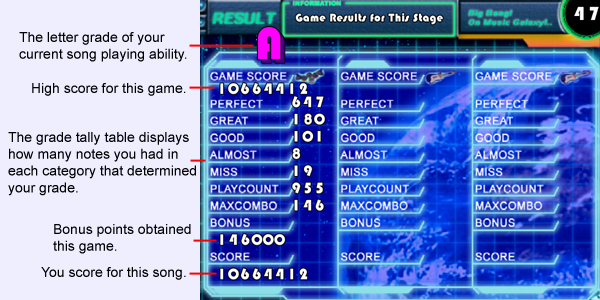 RESULT
INFORMATION
Game Results for This Stage
Big Bang!
On Music Galaxy!.
47
The letter grade of your
current song playing ability.
A
High score for this game.
GAME SCORE
10664412
PERFECT 647
GREAT 180
GOOD 101
ALMOST 8
MISS 19
PLAYCOUNT 955
MAXCOMBO 146
BONUS
146000
SCORE
10664412
The grade tally table displays
how many notes you had in
each category that determined
your grade.
Bonus points obtained
this game.
You score for this song.
GAME SCORE
PERFECT
GREAT
GOOD
ALMOST
MISS
PLAYCOUNT
MAXCOMBO
BONUS
SCORE
GAME SCORE
PERFECT
GREAT
GOOD
ALMOST
MISS
PLAYCOUNT
MAXCOMBO
BONUS
SCORE